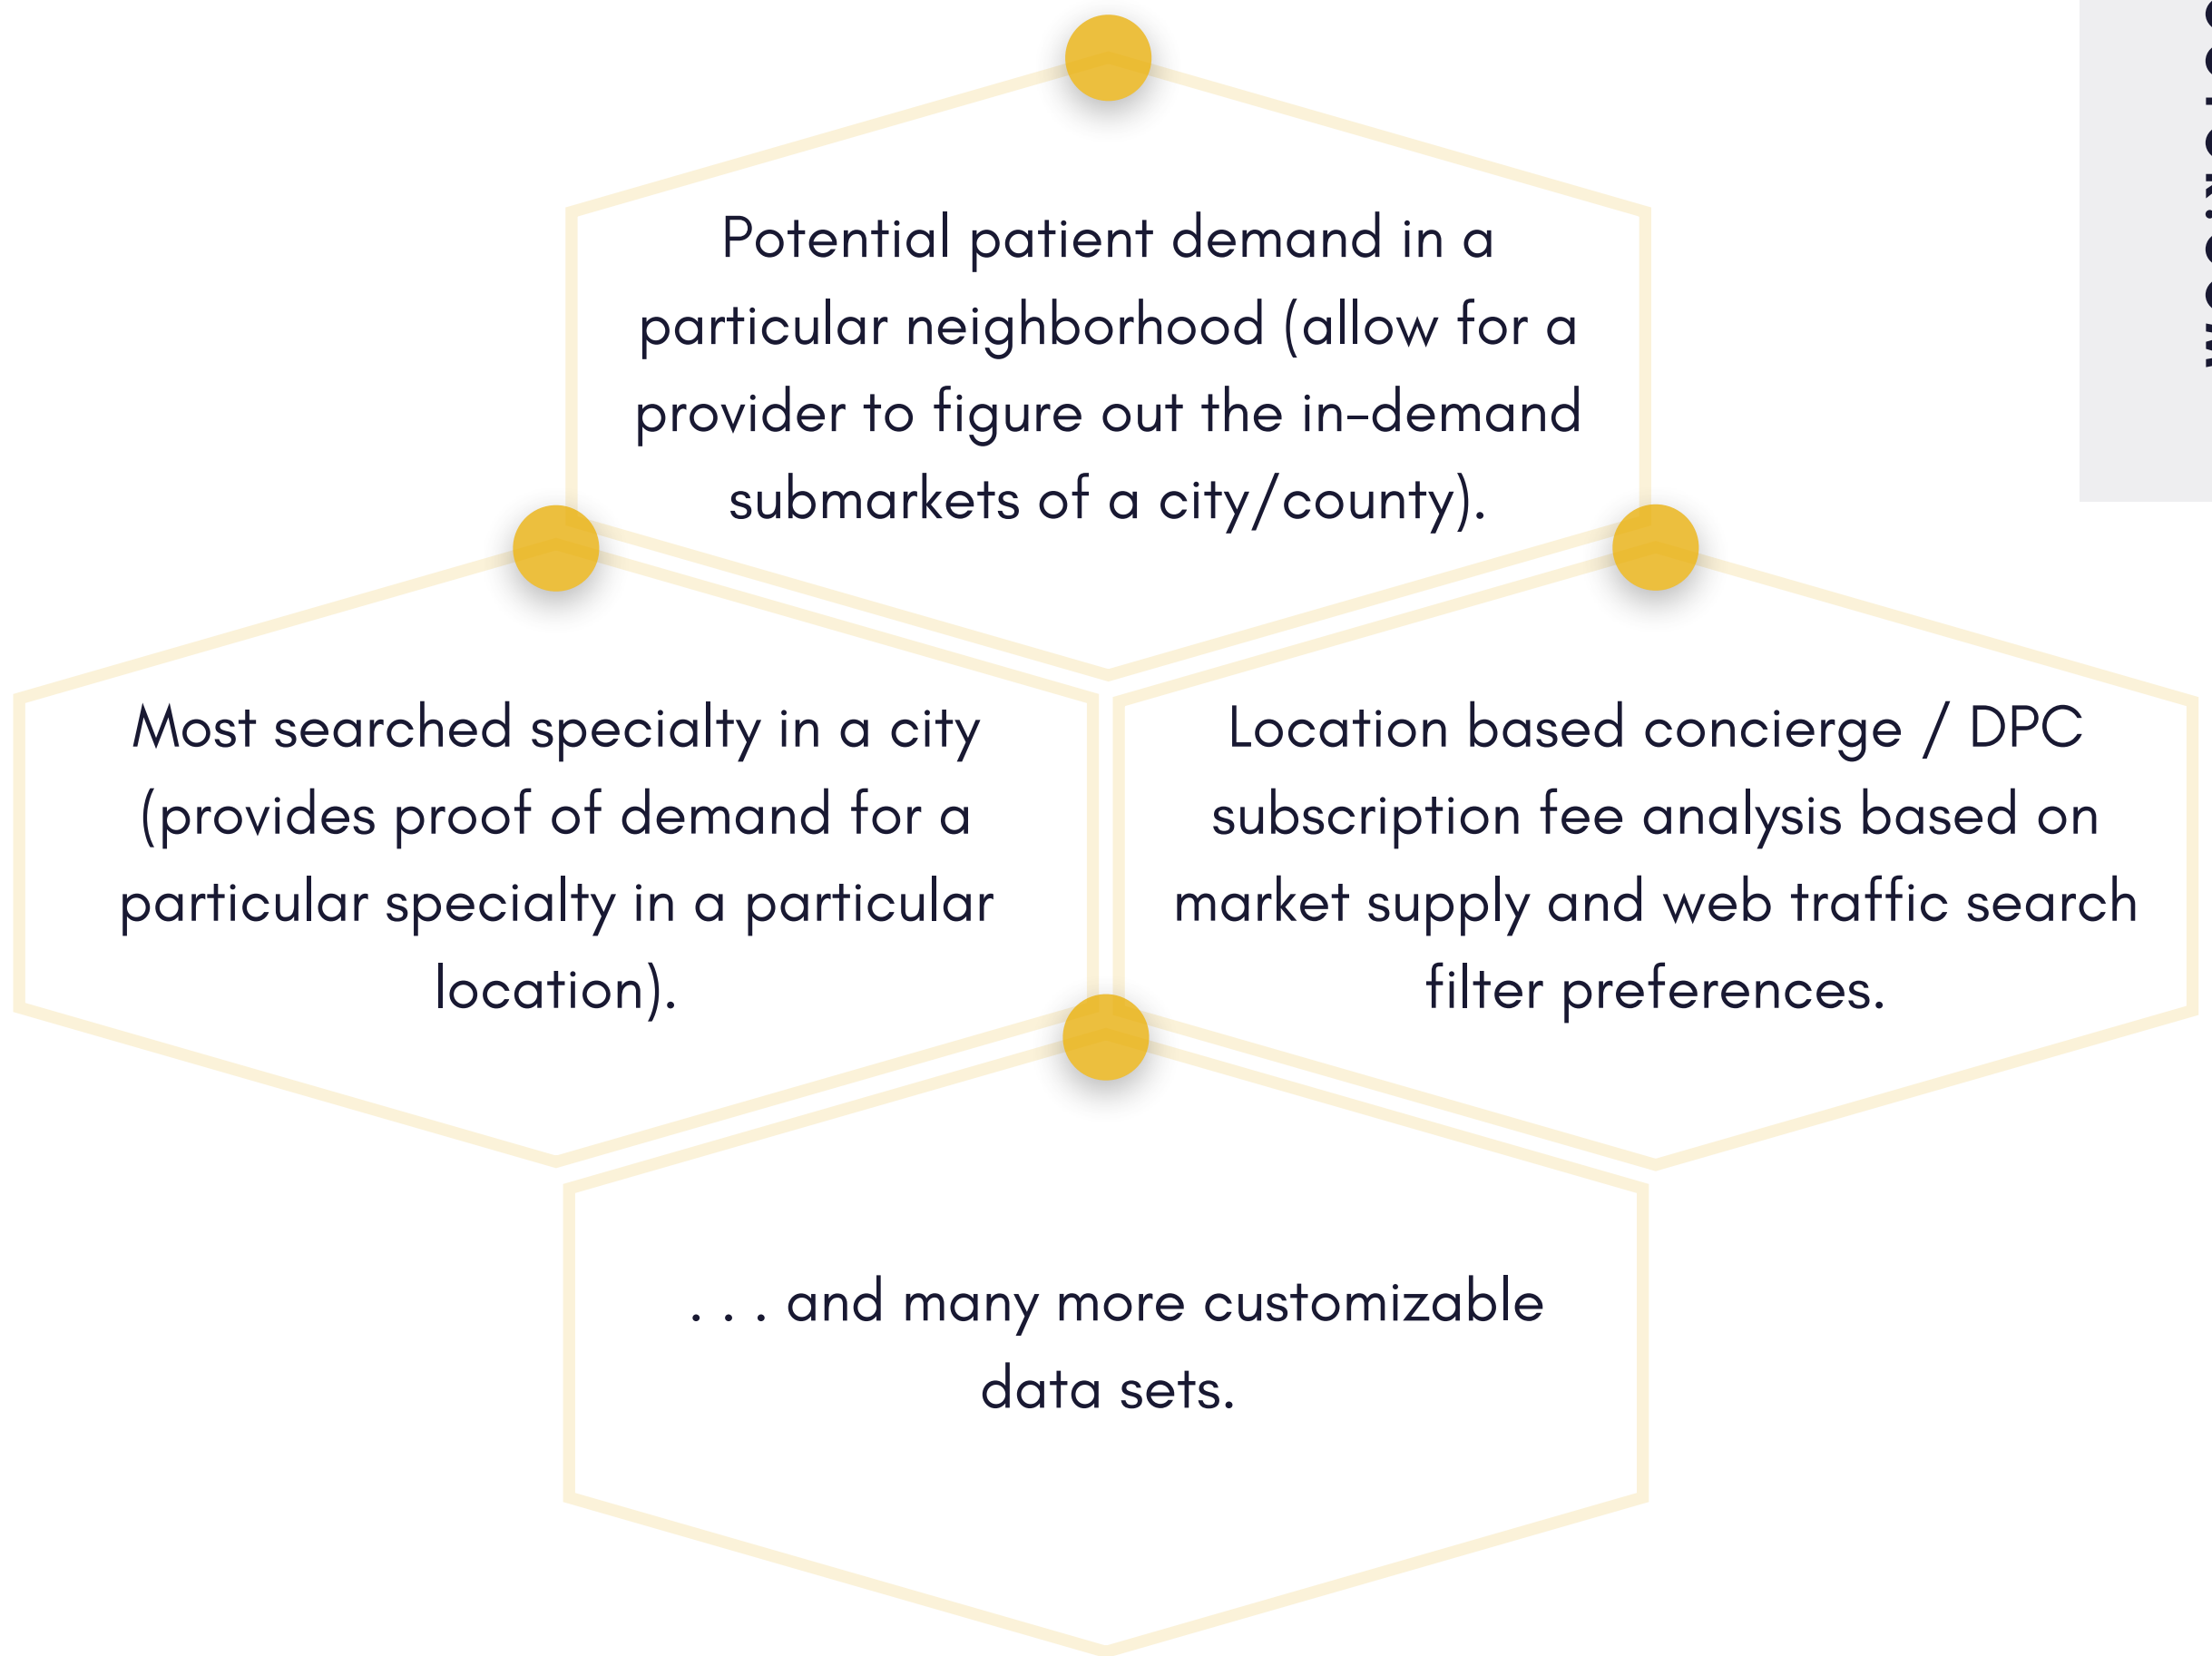 Potential patient demand in a
particular neighborhood (allow for a
provider to figure out the in-demand
submarkets of a city/county).
Most searched specialty in a city
(provides proof of demand for a
particular specialty in a particular
location).
Location based concierge / DPC
subscription fee analysis based on
market supply and web traffic search
filter preferences.
. . . and many more customizable
data sets.